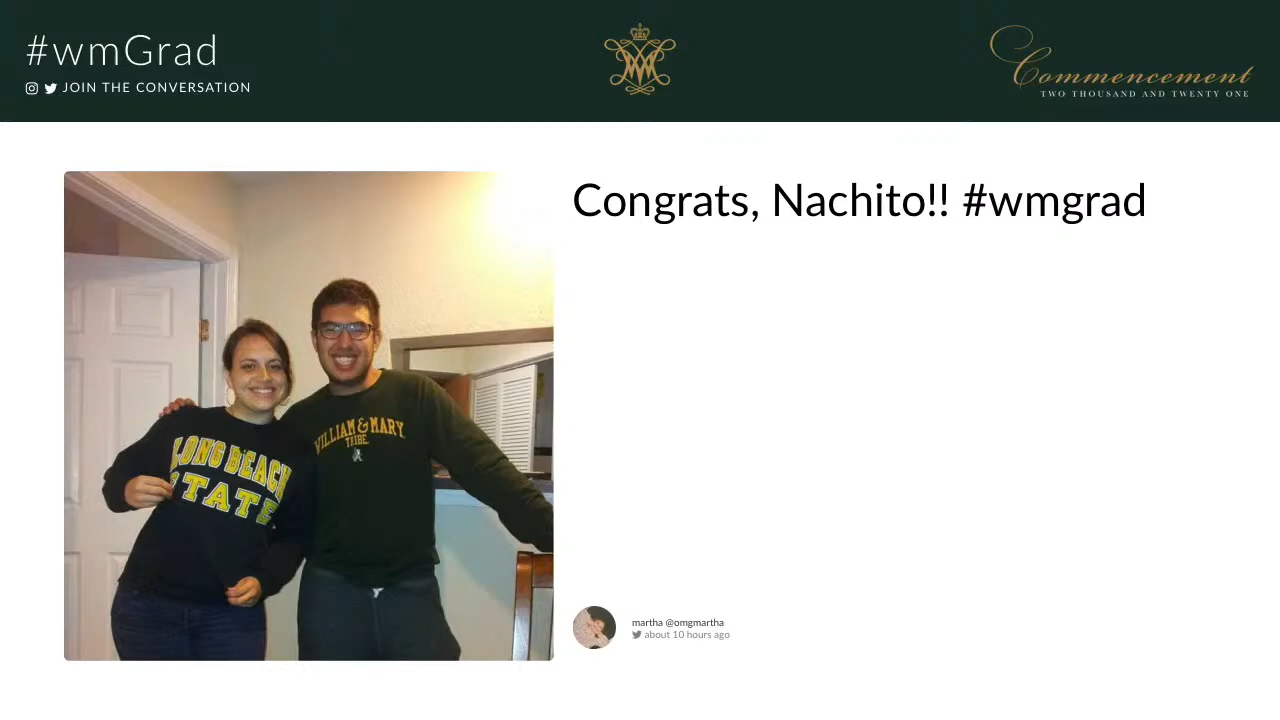 #wmGrad
JOIN THE CONVERSATION
Commencement
TWO THOUSAND AND TWENTY ONE
Congrats, Nachito!! #wmgrad
LONG BEACH
STATE
WILLIAM & MARY
TRIBE
martha @omgmartha
about 10 hours ago